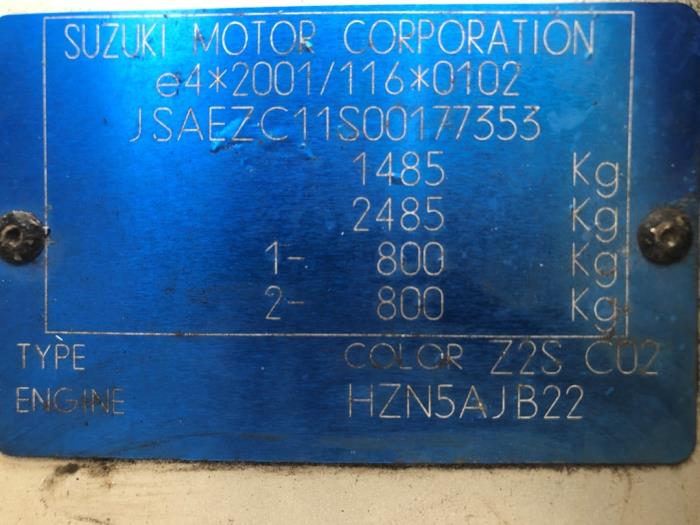 SUZUKI MOTOR CORPORATION
e4*2001/116*0102
JSAEZC11S00177353
1485 Kg
2485 Kg
1- 800 Kg
2- 800 Kg
TYPE COLOR Z2S C02
ENGINE HZN5AJB22